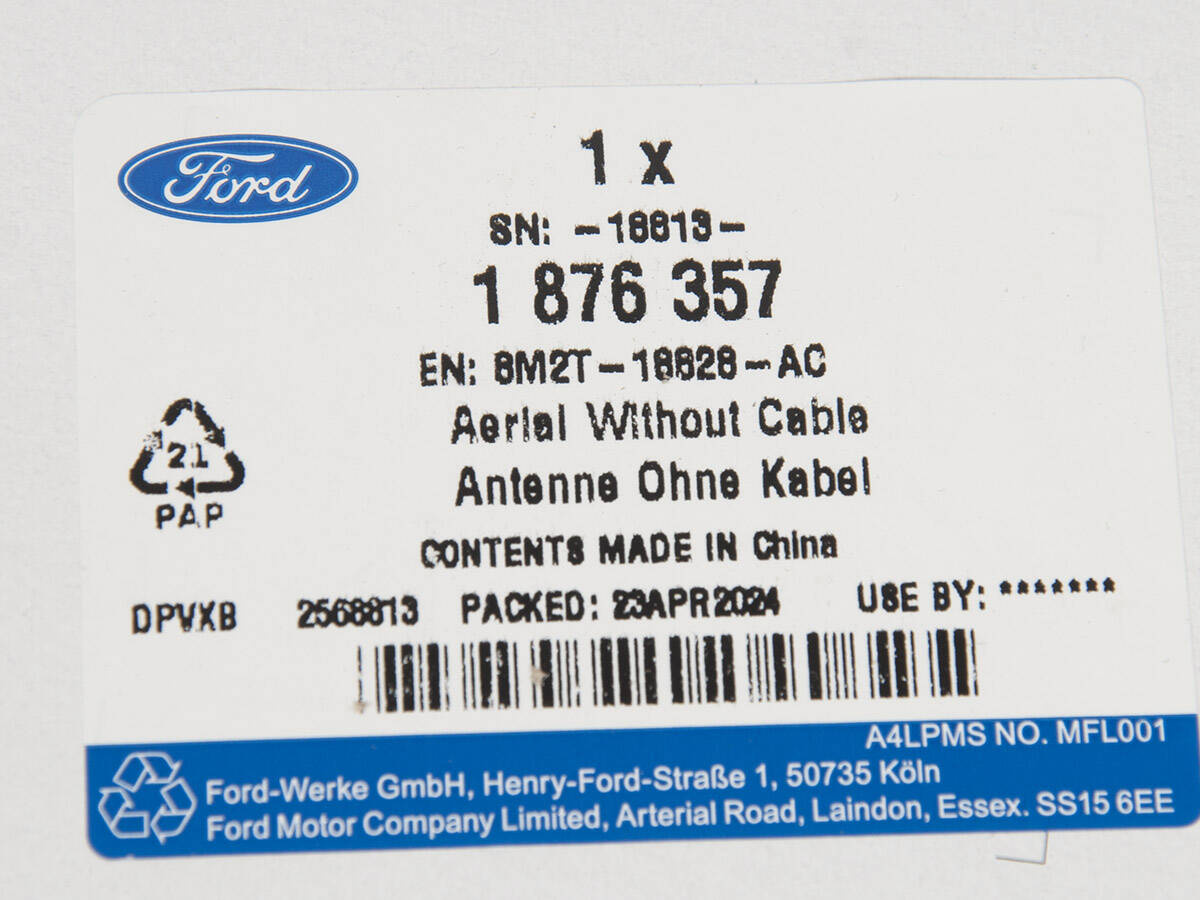 Ford
1 x
SN: -18813-
1 876 357
EN: 8M2T-18828-AC
Aerial Without Cable
Antenne Ohne Kabel
21
PAP
CONTENTS MADE IN China
DPVXB 2568813 PACKED: 23APR2024 USE BY: *******
A4LPMS NO. MFL001
Ford-Werke GmbH, Henry-Ford-Straße 1, 50735 Köln
Ford Motor Company Limited, Arterial Road, Laindon, Essex. SS15 6EE